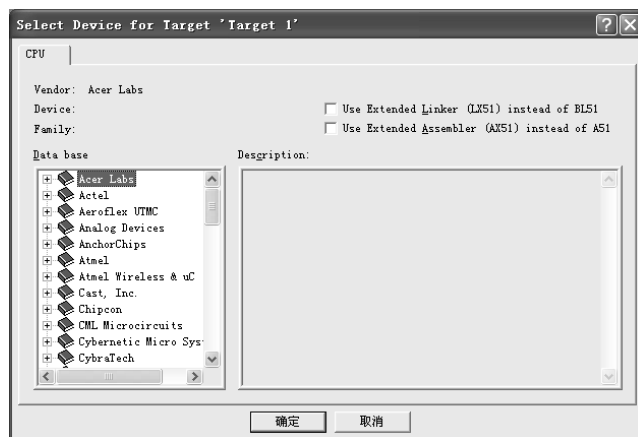 Select Device for Target 'Target 1'
CPU
Vendor: Acer Labs
Device:
Use Extended Linker (LX51) instead of BL51
Family:
Use Extended Assembler (AX51) instead of A51
Data base
Description:
Acer Labs
Actel
Aeroflex UTMC
Analog Devices
AnchorChips
Atmel
Atmel Wireless & uC
Cast, Inc.
Chipcon
CML Microcircuits
Cybernetic Micro Sys
CybraTech
确定
取消